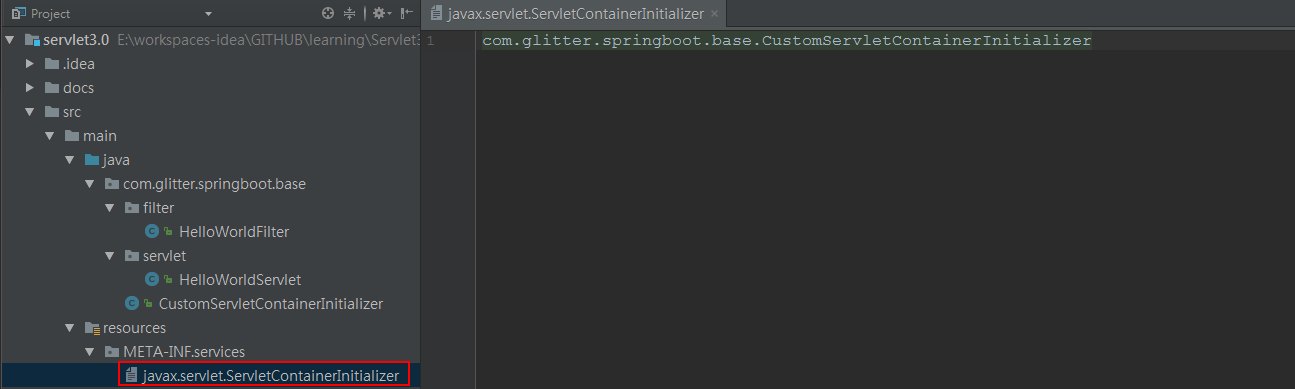 Project
javax.servlet.ServletContainerInitializer
servlet3.0 E:\workspaces-idea\GITHUB\learning\Servlet3
1 com.glitter.springboot.base.CustomServletContainerInitializer
.idea
docs
src
main
java
com.glitter.springboot.base
filter
HelloWorldFilter
servlet
HelloWorldServlet
CustomServletContainerInitializer
resources
META-INF.services
javax.servlet.ServletContainerInitializer